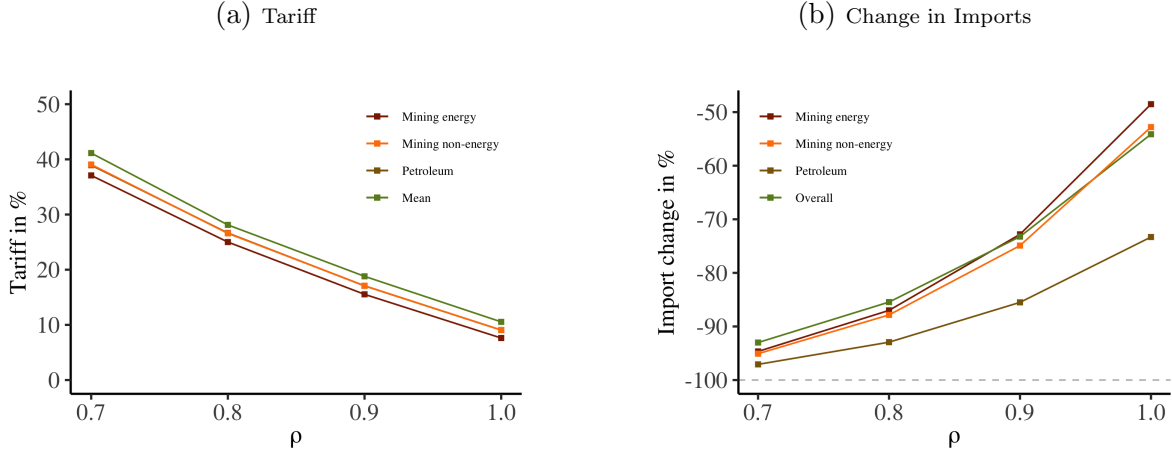 (a) Tariff
50
40
30
20
10
0
Tariff in %
0.7 0.8 0.9 1.0
ρ
Mining energy
Mining non-energy
Petroleum
Mean
(b) Change in Imports
-50
-60
-70
-80
-90
-100
Import change in %
0.7 0.8 0.9 1.0
ρ
Mining energy
Mining non-energy
Petroleum
Overall